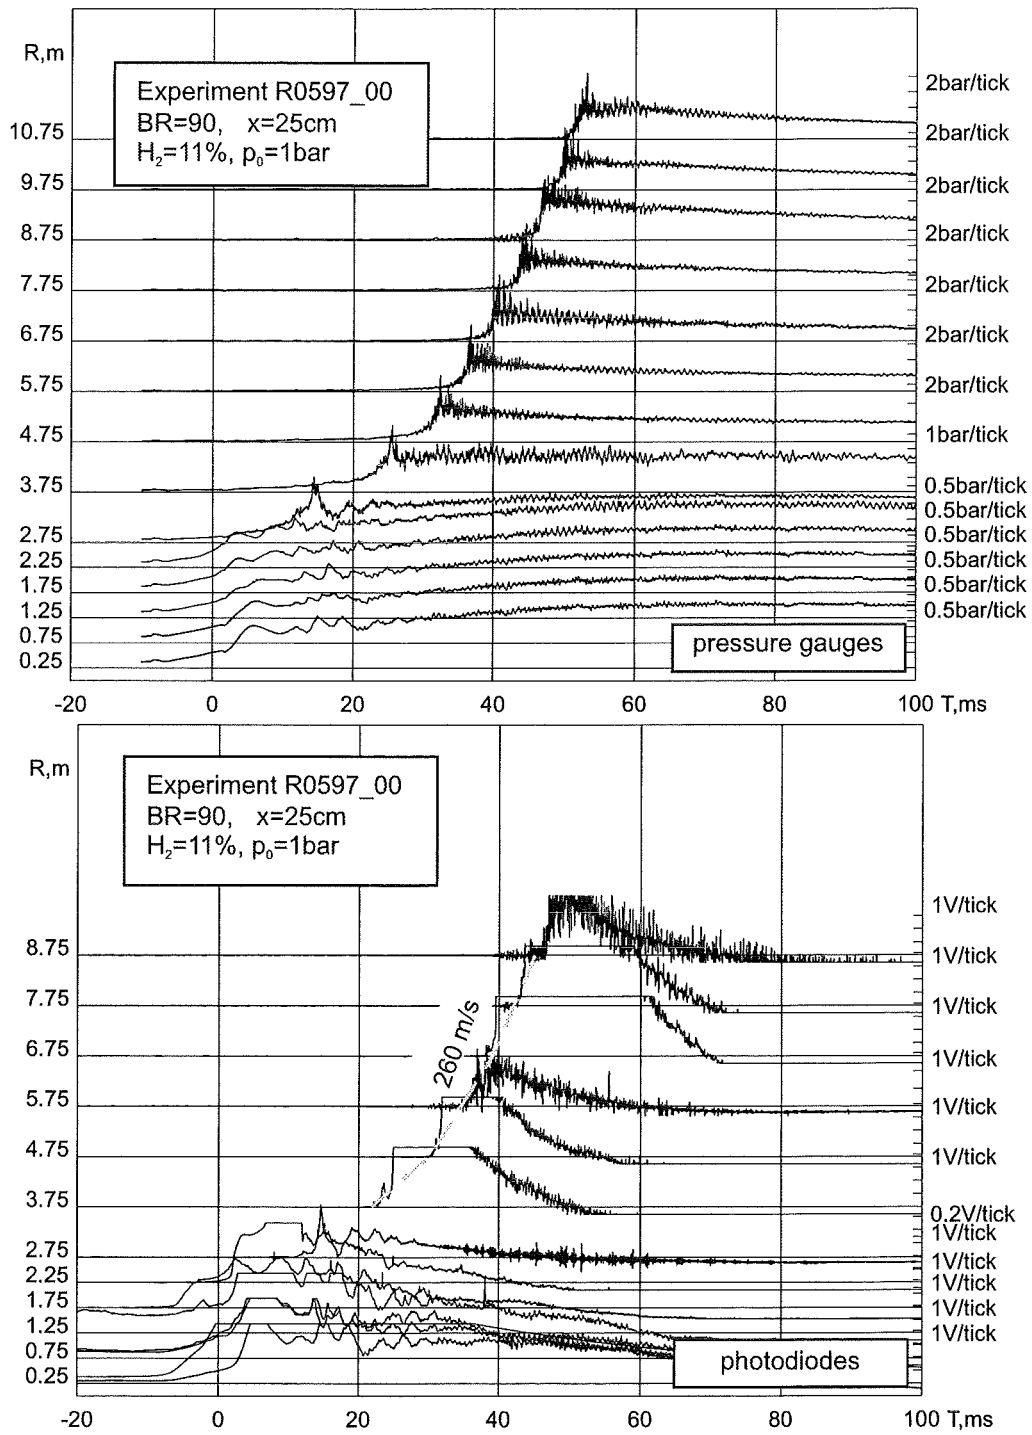 R,m
Experiment R0597_00
BR=90, x=25cm
H₂=11%, p₀=1bar
10.75
9.75
8.75
7.75
6.75
5.75
4.75
3.75
2.75
2.25
1.75
1.25
0.75
0.25
2bar/tick
2bar/tick
2bar/tick
2bar/tick
2bar/tick
2bar/tick
2bar/tick
1bar/tick
0.5bar/tick
0.5bar/tick
0.5bar/tick
0.5bar/tick
0.5bar/tick
0.5bar/tick
pressure gauges
-20 0 20 40 60 80 100 T,ms
R,m
Experiment R0597_00
BR=90, x=25cm
H₂=11%, p₀=1bar
8.75
7.75
6.75
5.75
4.75
3.75
2.75
2.25
1.75
1.25
0.75
0.25
260 m/s
1V/tick
1V/tick
1V/tick
1V/tick
1V/tick
1V/tick
0.2V/tick
1V/tick
1V/tick
1V/tick
1V/tick
1V/tick
photodiodes
-20 0 20 40 60 80 100 T,ms